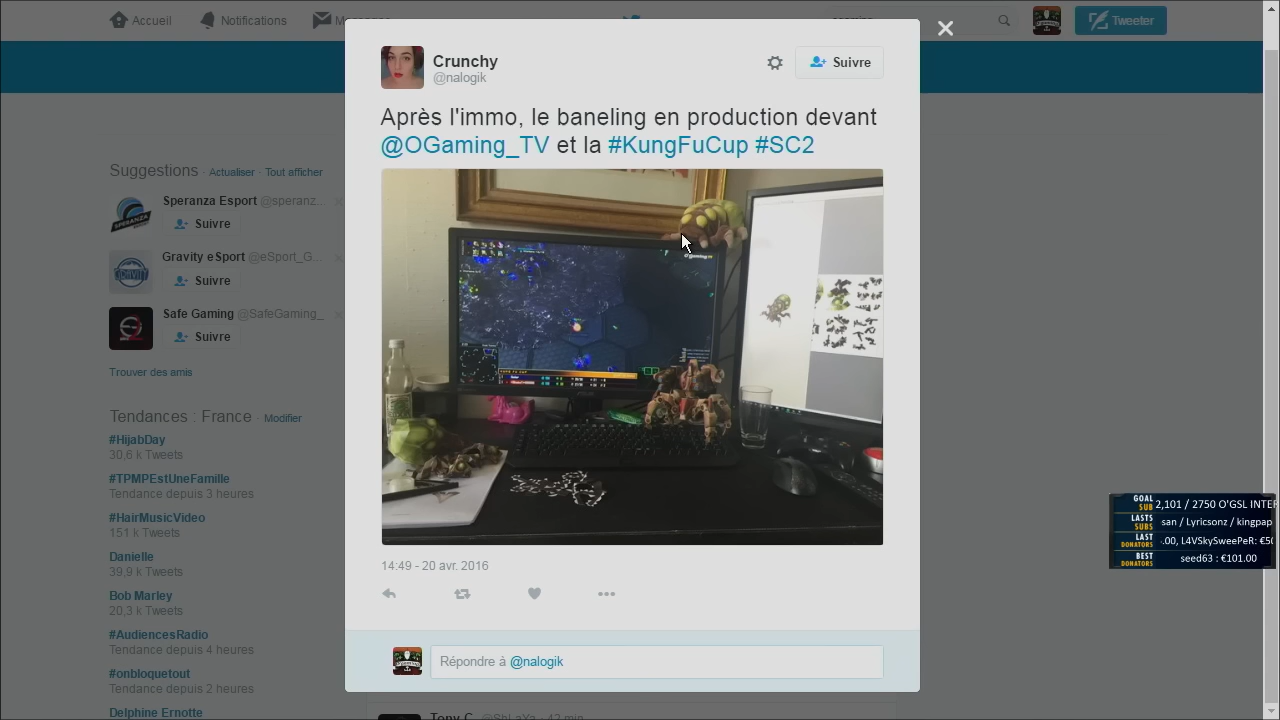 Accueil
Notifications
Tweeter
Crunchy
@nalogik
Suivre
Après l'immo, le baneling en production devant
@OGaming_TV et la #KungFuCup #SC2
14:49 - 20 avr. 2016
Répondre à @nalogik
Suggestions · Actualiser · Tout afficher
Speranza Esport @speranz...
Suivre
Gravity eSport @eSport_G...
Suivre
Safe Gaming @SafeGaming_
Suivre
Trouver des amis
Tendances : France · Modifier
#HijabDay
30,6 k Tweets
#TPMPEstUneFamille
Tendance depuis 3 heures
#HairMusicVideo
151 k Tweets
Danielle
39,9 k Tweets
Bob Marley
20,3 k Tweets
#AudiencesRadio
Tendance depuis 4 heures
#onbloquetout
Tendance depuis 2 heures
Delphine Ernotte
GOAL SUB 2,101 / 2750 O'GSL INTER
LASTS SUBS san / Lyricsonz / kingpap
LAST DONATORS .00, L4VSkySweePeR: €50
BEST DONATORS seed63 : €101.00